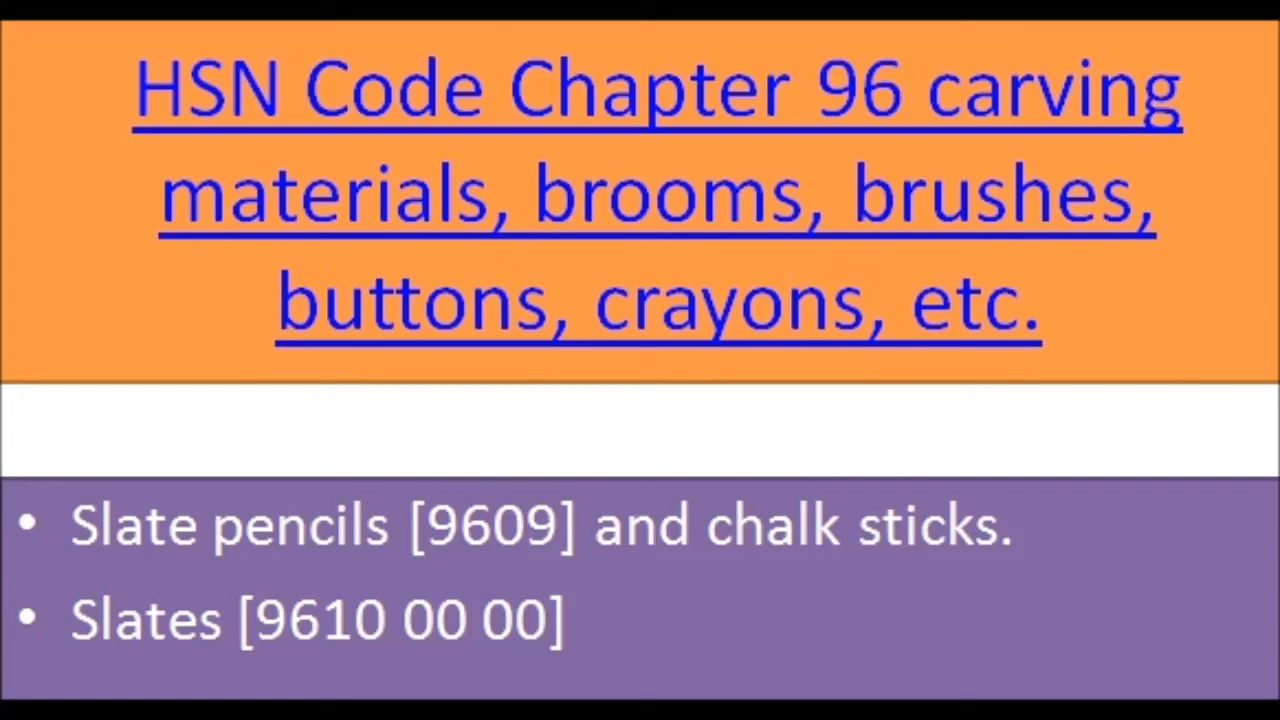 HSN Code Chapter 96 carving
materials, brooms, brushes,
buttons, crayons, etc.
• Slate pencils [9609] and chalk sticks.
• Slates [9610 00 00]